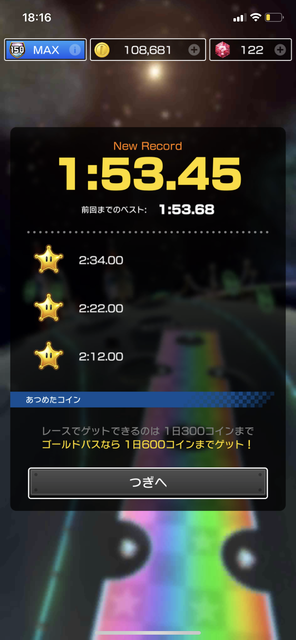 18:16
150 MAX
108,681
122
New Record
1:53.45
前回までのベスト: 1:53.68
2:34.00
2:22.00
2:12.00
あつめたコイン
レースでゲットできるのは 1日300コインまで
ゴールドパスなら 1日600コインまでゲット!
つぎへ